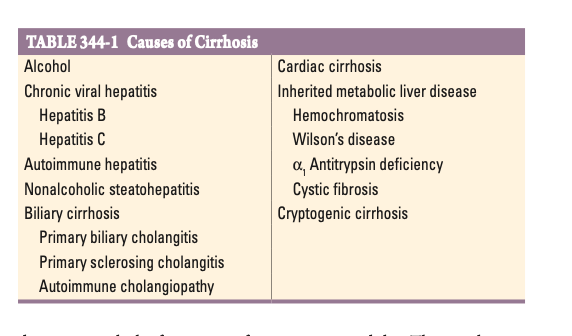 TABLE 344-1 Causes of Cirrhosis
Alcohol
Chronic viral hepatitis
Hepatitis B
Hepatitis C
Autoimmune hepatitis
Nonalcoholic steatohepatitis
Biliary cirrhosis
Primary biliary cholangitis
Primary sclerosing cholangitis
Autoimmune cholangiopathy
Cardiac cirrhosis
Inherited metabolic liver disease
Hemochromatosis
Wilson's disease
α₁ Antitrypsin deficiency
Cystic fibrosis
Cryptogenic cirrhosis